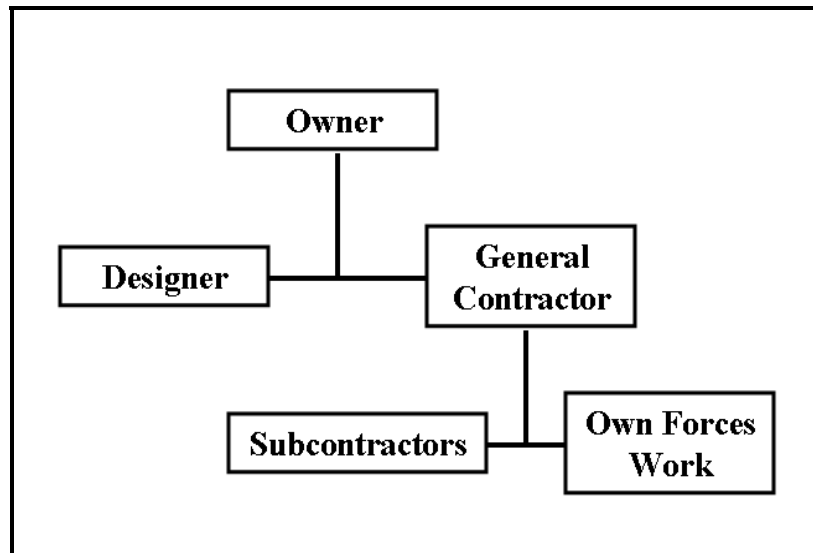 Owner
Designer
General
Contractor
Subcontractors
Own Forces
Work